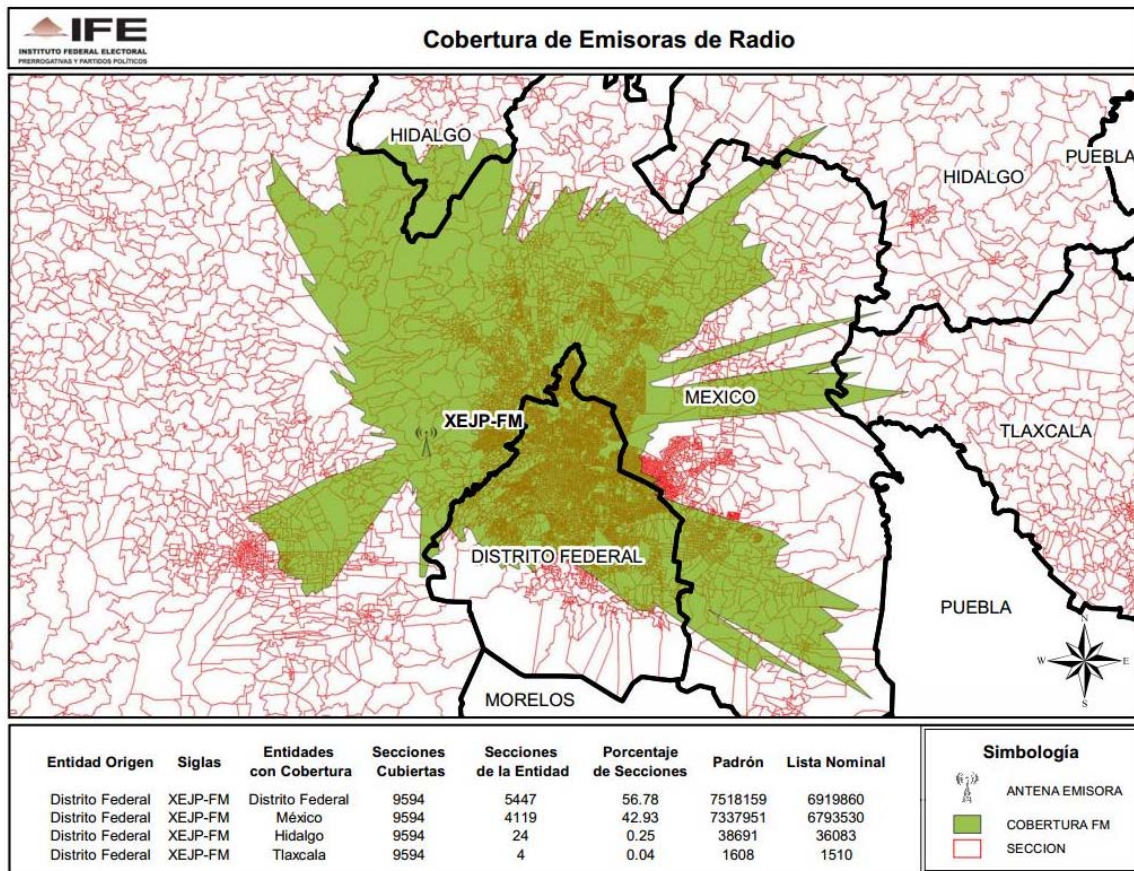 IFE
INSTITUTO FEDERAL ELECTORAL
PRERROGATIVAS Y PARTIDOS POLÍTICOS
Cobertura de Emisoras de Radio
HIDALGO
PUEBLA
HIDALGO
MEXICO
XEJP-FM
TLAXCALA
DISTRITO FEDERAL
PUEBLA
MORELOS
N
W E
S
Entidad Origen Siglas Entidades con Cobertura Secciones Cubiertas Secciones de la Entidad Porcentaje de Secciones Padrón Lista Nominal
Distrito Federal XEJP-FM Distrito Federal 9594 5447 56.78 7518159 6919860
Distrito Federal XEJP-FM México 9594 4119 42.93 7337951 6793530
Distrito Federal XEJP-FM Hidalgo 9594 24 0.25 38691 36083
Distrito Federal XEJP-FM Tlaxcala 9594 4 0.04 1608 1510
Simbología
ANTENA EMISORA
COBERTURA FM
SECCION